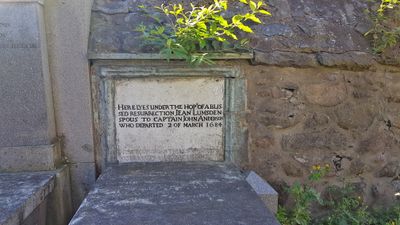 HERE LYES UNDER THE HOP OF A BLIS
SED RESURRECTION JEAN LUMSDEN
SPOUS TO CAPTAIN JOHN ANDERSON
WHO DEPARTED 2 OF MARCH 1684